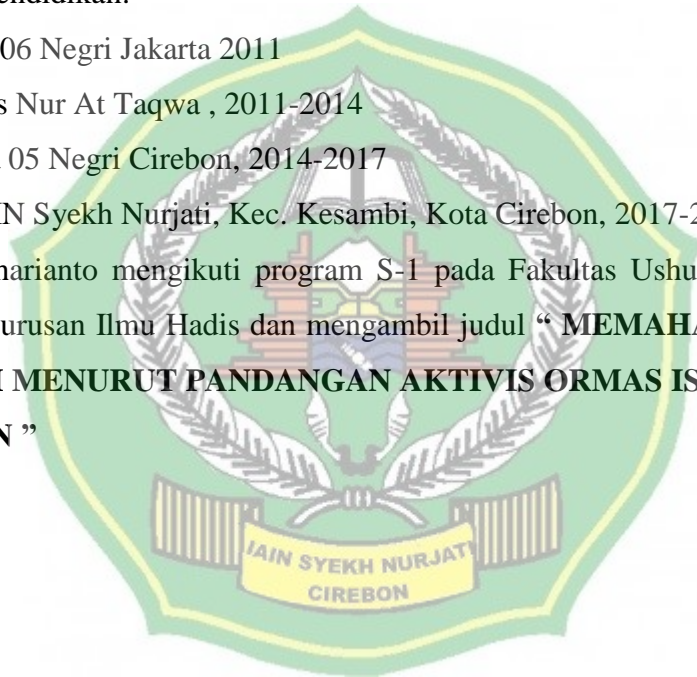 06 Negri Jakarta 2011
Nur At Taqwa , 2011-2014
05 Negri Cirebon, 2014-2017
Syekh Nurjati, Kec. Kesambi, Kota Cirebon, 2017-2
mengikuti program S-1 pada Fakultas Ushu
urusan Ilmu Hadis dan mengambil judul “ MEMAHA
MENURUT PANDANGAN AKTIVIS ORMAS IS
N ”
IAIN SYEKH NURJATI
CIREBON